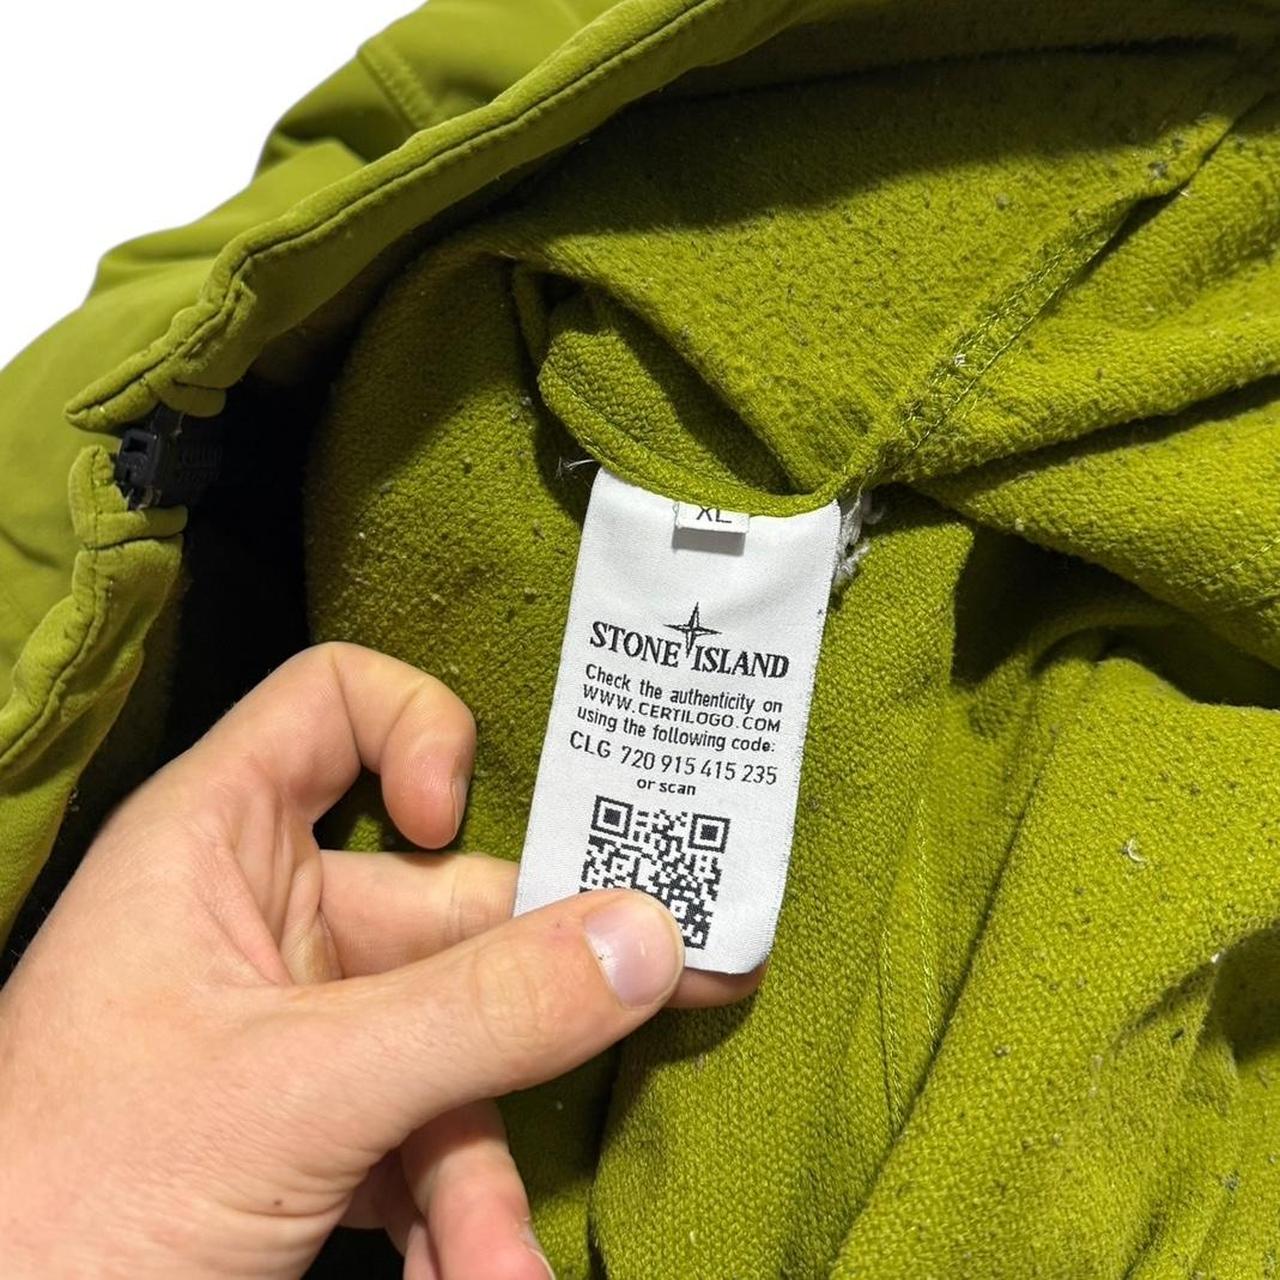 XL
STONE ISLAND
Check the authenticity on
WWW.CERTILOGO.COM
using the following code:
CLG 720 915 415 235
or scan